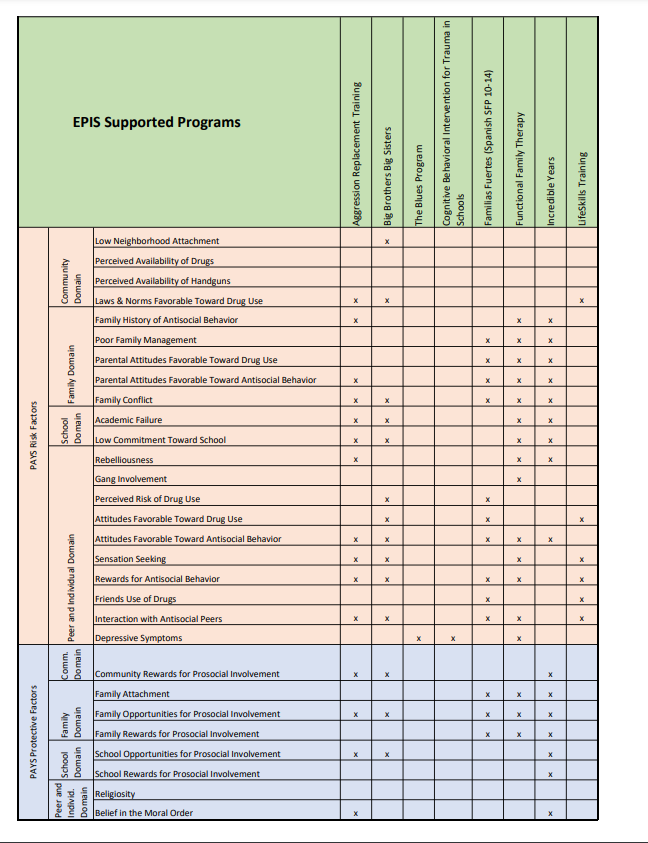 EPIS Supported Programs
Aggression Replacement Training
Big Brothers Big Sisters
The Blues Program
Cognitive Behavioral Intervention for Trauma in
Schools
Familias Fuertes (Spanish SFP 10-14)
Functional Family Therapy
Incredible Years
LifeSkills Training
PAYS Risk Factors
Community
Domain
Low Neighborhood Attachment x
Perceived Availability of Drugs
Perceived Availability of Handguns
Laws & Norms Favorable Toward Drug Use x x x
Family Domain
Family History of Antisocial Behavior x x x
Poor Family Management x x x
Parental Attitudes Favorable Toward Drug Use x x x
Parental Attitudes Favorable Toward Antisocial Behavior x x x x
Family Conflict x x x x x
School
Domain
Academic Failure x x x x
Low Commitment Toward School x x x x
Peer and Individual Domain
Rebelliousness x x x
Gang Involvement x
Perceived Risk of Drug Use x x
Attitudes Favorable Toward Drug Use x x x
Attitudes Favorable Toward Antisocial Behavior x x x x x
Sensation Seeking x x x x
Rewards for Antisocial Behavior x x x x x
Friends Use of Drugs x x
Interaction with Antisocial Peers x x x x x
Depressive Symptoms x x x
PAYS Protective Factors
Comm.
Domain
Community Rewards for Prosocial Involvement x x x
Family
Domain
Family Attachment x x x
Family Opportunities for Prosocial Involvement x x x x x
Family Rewards for Prosocial Involvement x x x
School
Domain
School Opportunities for Prosocial Involvement x x x
School Rewards for Prosocial Involvement x
Peer and
Individ.
Domain
Religiosity
Belief in the Moral Order x x